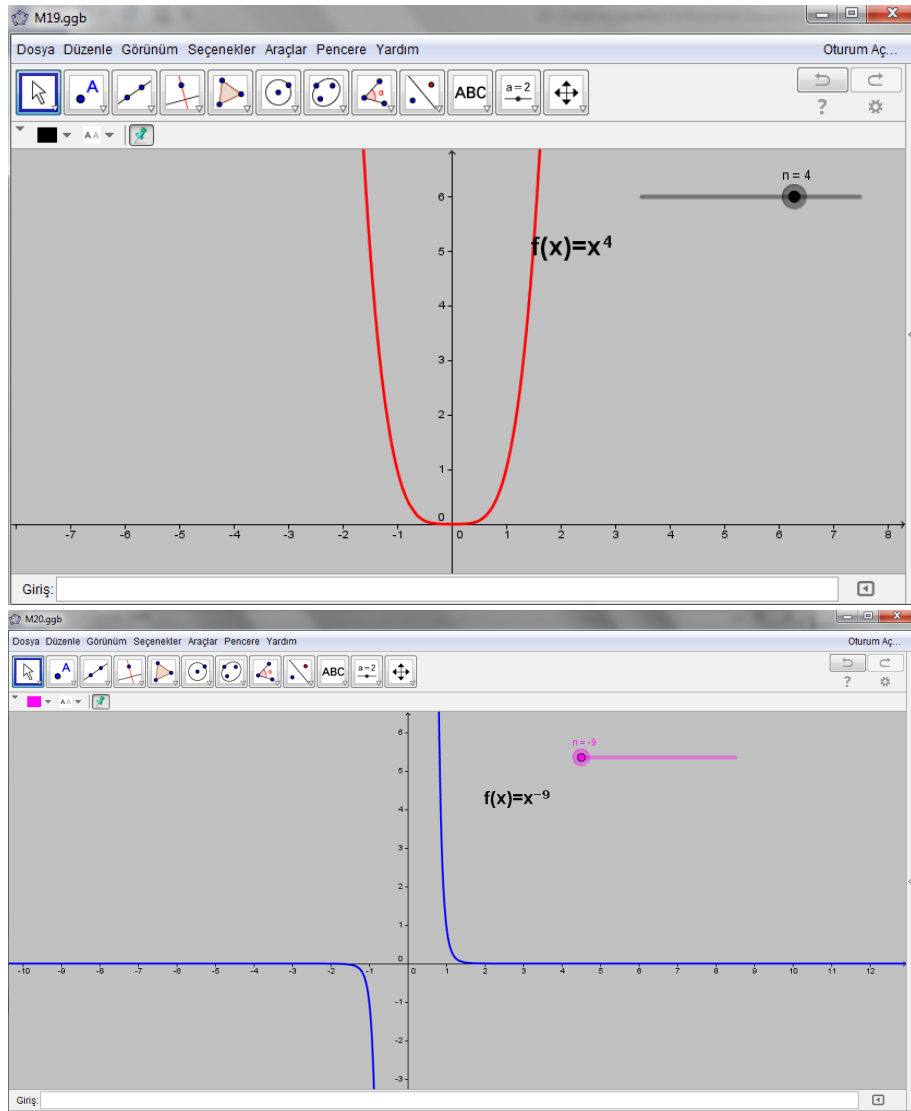 M19.ggb
Dosya Düzenle Görünüm Seçenekler Araçlar Pencere Yardım Oturum Aç...
A ABC a=2
?
AA
n = 4
f(x)=x⁴
6
5
4
3
2
1
0
-7 -6 -5 -4 -3 -2 -1 0 1 2 3 4 5 6 7 8
Giriş:
M20.ggb
Dosya Düzenle Görünüm Seçenekler Araçlar Pencere Yardım Oturum Aç...
A ABC a=2
?
AA
n = -9
f(x)=x⁻⁹
6
5
4
3
2
1
0
-10 -9 -8 -7 -6 -5 -4 -3 -2 -1 0 1 2 3 4 5 6 7 8 9 10 11 12
-1
-2
-3
Giriş: